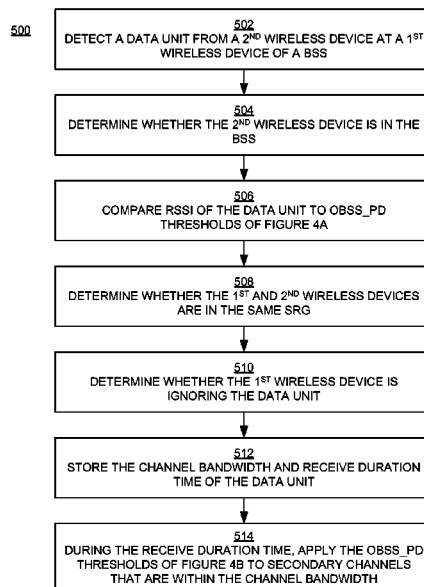 500
502
DETECT A DATA UNIT FROM A 2ND WIRELESS DEVICE AT A 1ST
WIRELESS DEVICE OF A BSS
504
DETERMINE WHETHER THE 2ND WIRELESS DEVICE IS IN THE
BSS
506
COMPARE RSSI OF THE DATA UNIT TO OBSS_PD
THRESHOLDS OF FIGURE 4A
508
DETERMINE WHETHER THE 1ST AND 2ND WIRELESS DEVICES
ARE IN THE SAME SRG
510
DETERMINE WHETHER THE 1ST WIRELESS DEVICE IS
IGNORING THE DATA UNIT
512
STORE THE CHANNEL BANDWIDTH AND RECEIVE DURATION
TIME OF THE DATA UNIT
514
DURING THE RECEIVE DURATION TIME, APPLY THE OBSS_PD
THRESHOLDS OF FIGURE 4B TO SECONDARY CHANNELS
THAT ARE WITHIN THE CHANNEL BANDWIDTH